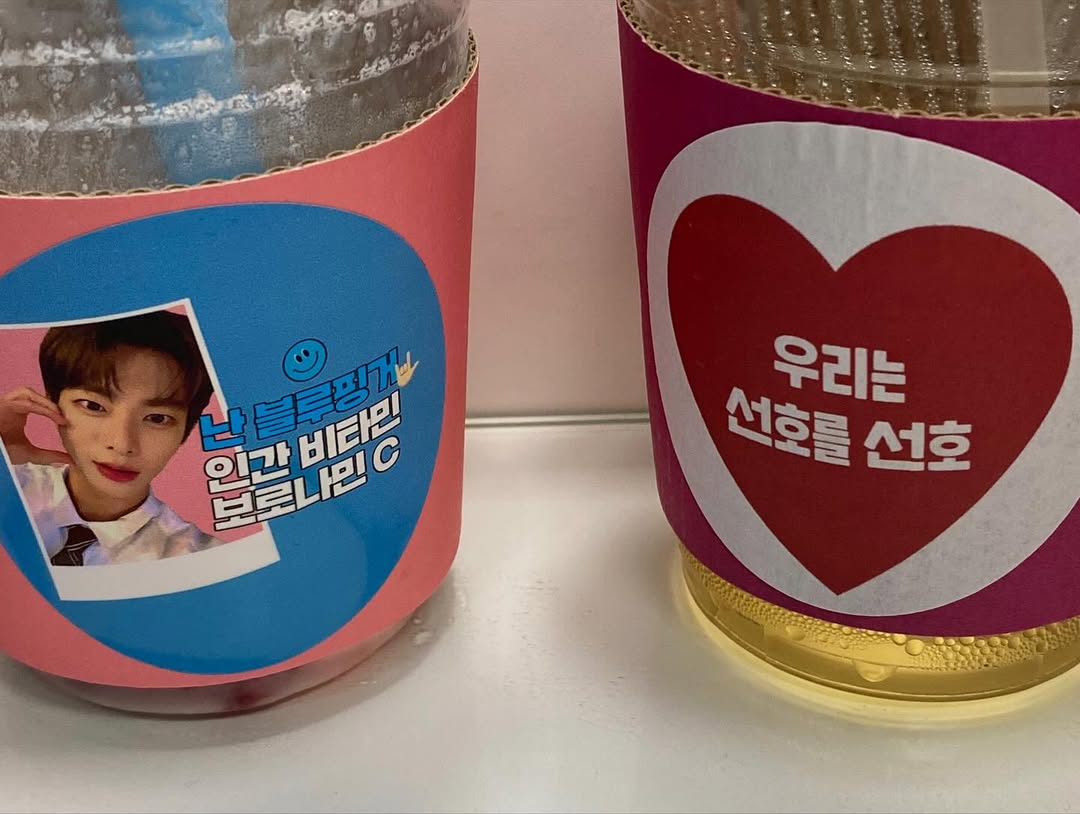 난 블루핑거
인간 비타민
보로나민 C
우리는
선호를 선호